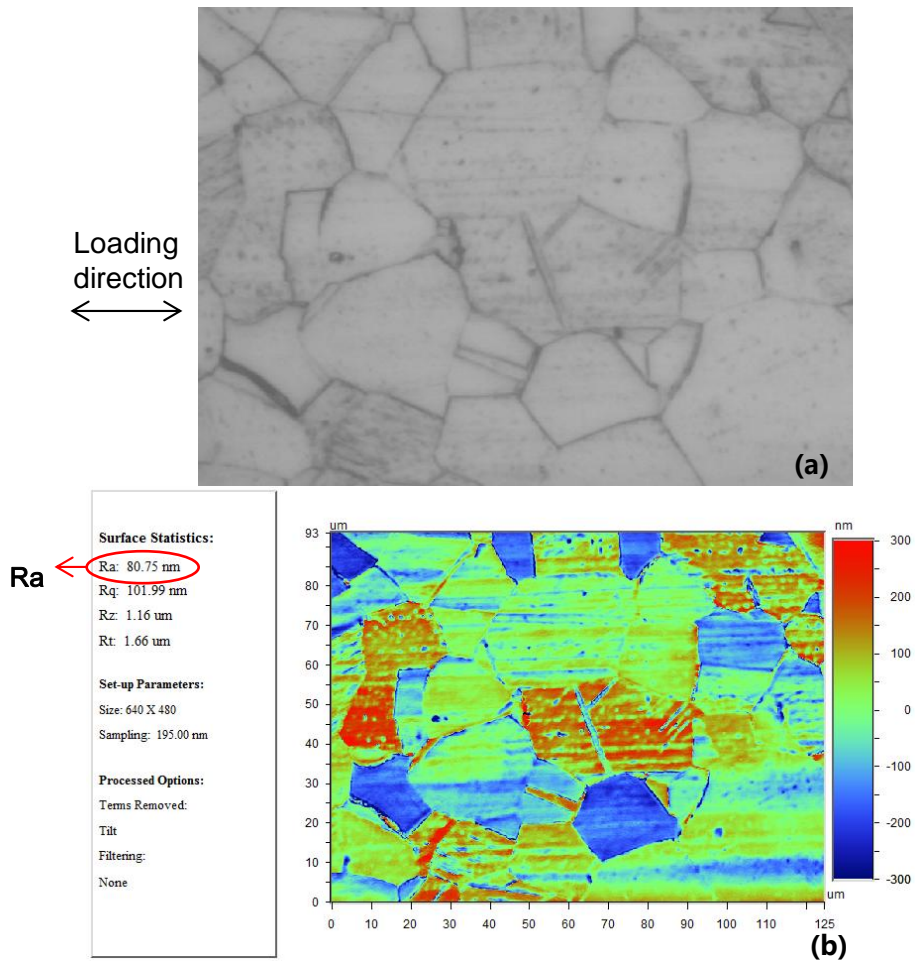 Loading
direction
(a)
Surface Statistics:
Ra: 80.75 nm
Rq: 101.99 nm
Rz: 1.16 um
Rt: 1.66 um
Set-up Parameters:
Size: 640 X 480
Sampling: 195.00 nm
Processed Options:
Terms Removed:
Tilt
Filtering:
None
Ra
um
93
80
70
60
50
40
30
20
10
0
0 10 20 30 40 50 60 70 80 90 100 110 125
um
nm
300
200
100
0
-100
-200
-300
(b)